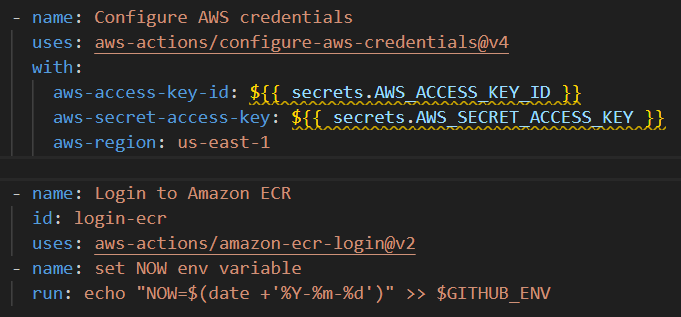 - name: Configure AWS credentials
  uses: aws-actions/configure-aws-credentials@v4
  with:
    aws-access-key-id: ${{ secrets.AWS_ACCESS_KEY_ID }}
    aws-secret-access-key: ${{ secrets.AWS_SECRET_ACCESS_KEY }}
    aws-region: us-east-1
- name: Login to Amazon ECR
  id: login-ecr
  uses: aws-actions/amazon-ecr-login@v2
- name: set NOW env variable
  run: echo "NOW=$(date +'%Y-%m-%d')" >> $GITHUB_ENV